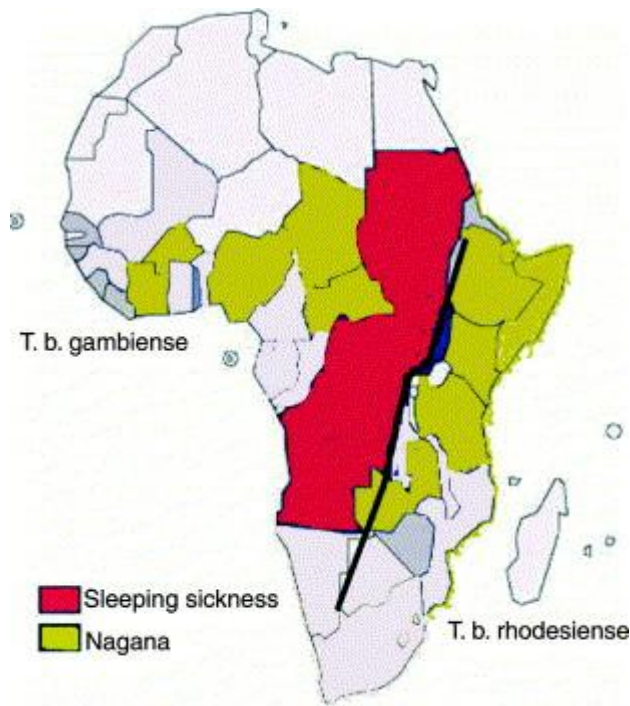 T. b. gambiense
Sleeping sickness
T. b. rhodesiense
Nagana